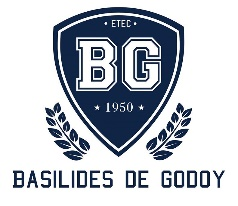 • ETEC •
BG
★ 1950 ★
BASILIDES DE GODOY